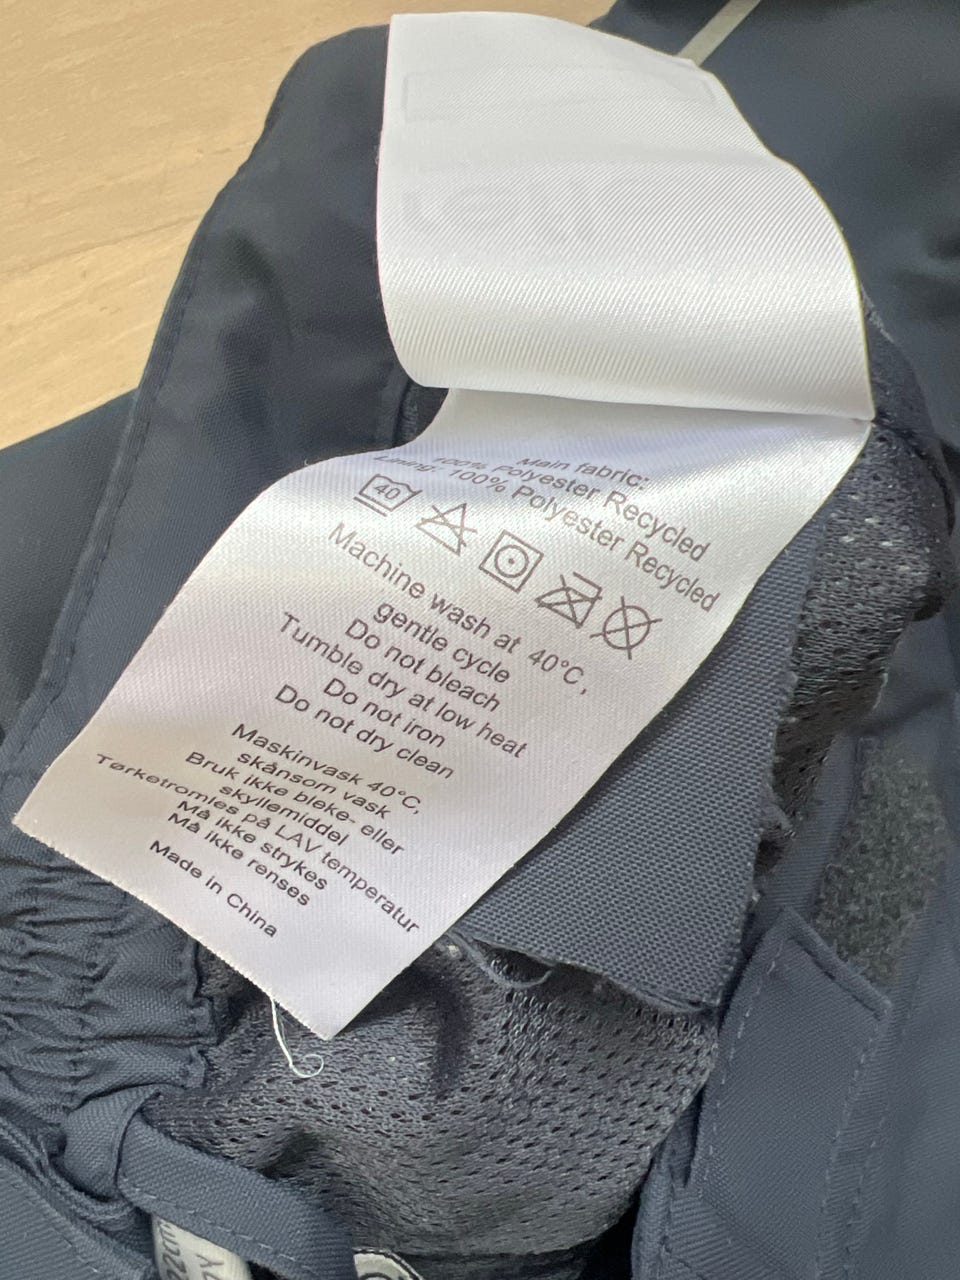 Main fabric:
100% Polyester Recycled
Lining: 100% Polyester Recycled
40
Machine wash at 40°C,
gentle cycle
Do not bleach
Tumble dry at low heat
Do not iron
Do not dry clean
Maskinvask 40°C,
skånsom vask
Bruk ikke bleke- eller
skyllemiddel
Tørketromles på LAV temperatur
Må ikke strykes
Må ikke renses
Made in China
22cm